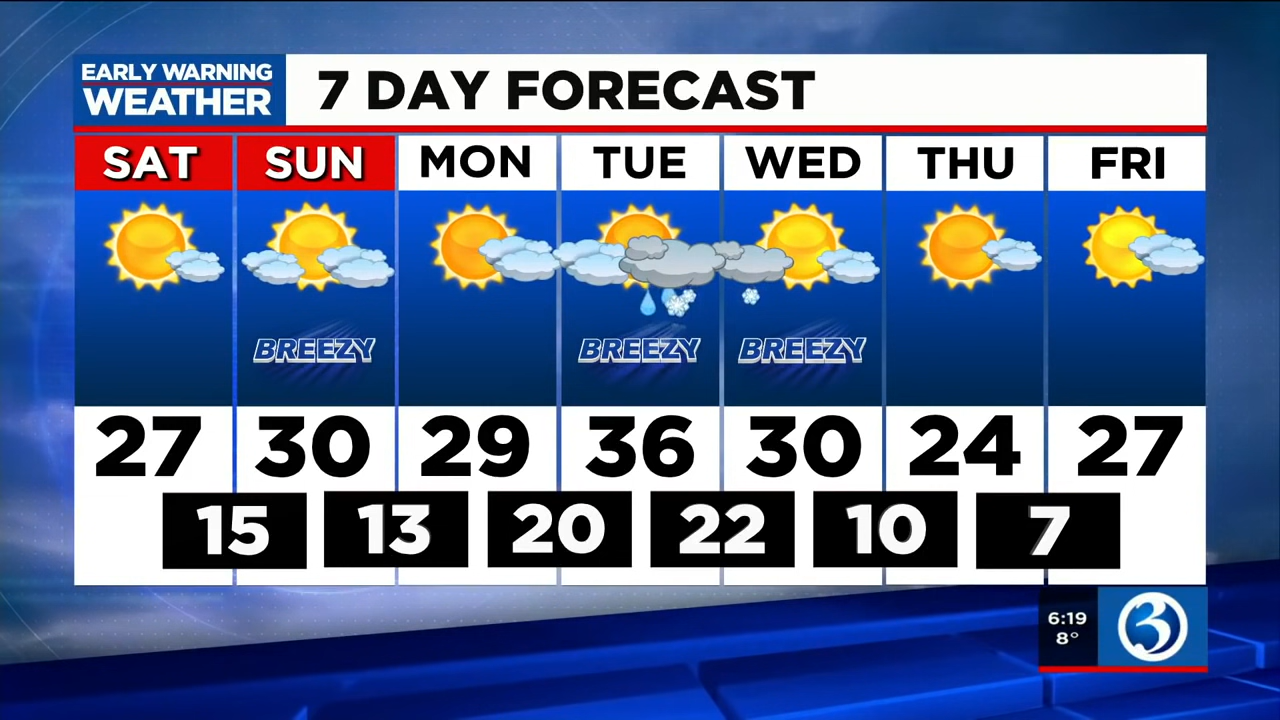 EARLY WARNING
WEATHER
7 DAY FORECAST
SAT SUN MON TUE WED THU FRI
BREEZY BREEZY BREEZY
27 30 29 36 30 24 27
15 13 20 22 10 7
6:19
8°
3